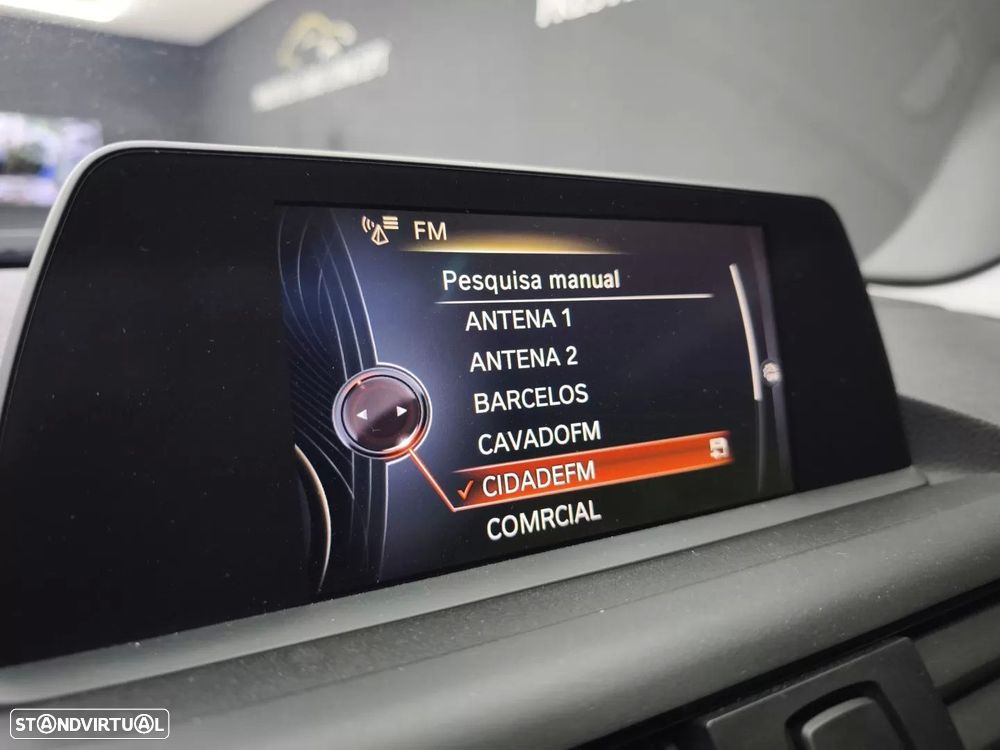 FM
Pesquisa manual
ANTENA 1
ANTENA 2
BARCELOS
CAVADOFM
✓ CIDADEFM
COMRCIAL
STANDVIRTUAL